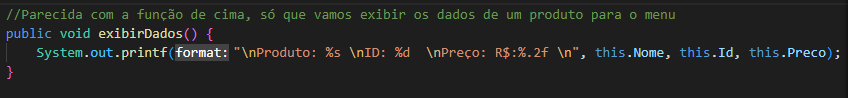 //Parecida com a função de cima, só que vamos exibir os dados de um produto para o menu
public void exibirDados() {
System.out.printf(format: "\nProduto: %s \nID: %d  \nPreço: R$:%.2f \n", this.Nome, this.Id, this.Preco);
}